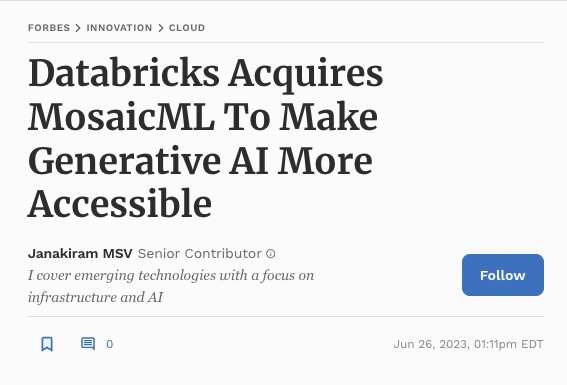 FORBES > INNOVATION > CLOUD
Databricks Acquires
MosaicML To Make
Generative AI More
Accessible
Janakiram MSV Senior Contributor
I cover emerging technologies with a focus on
infrastructure and AI
Follow
0
Jun 26, 2023, 01:11pm EDT